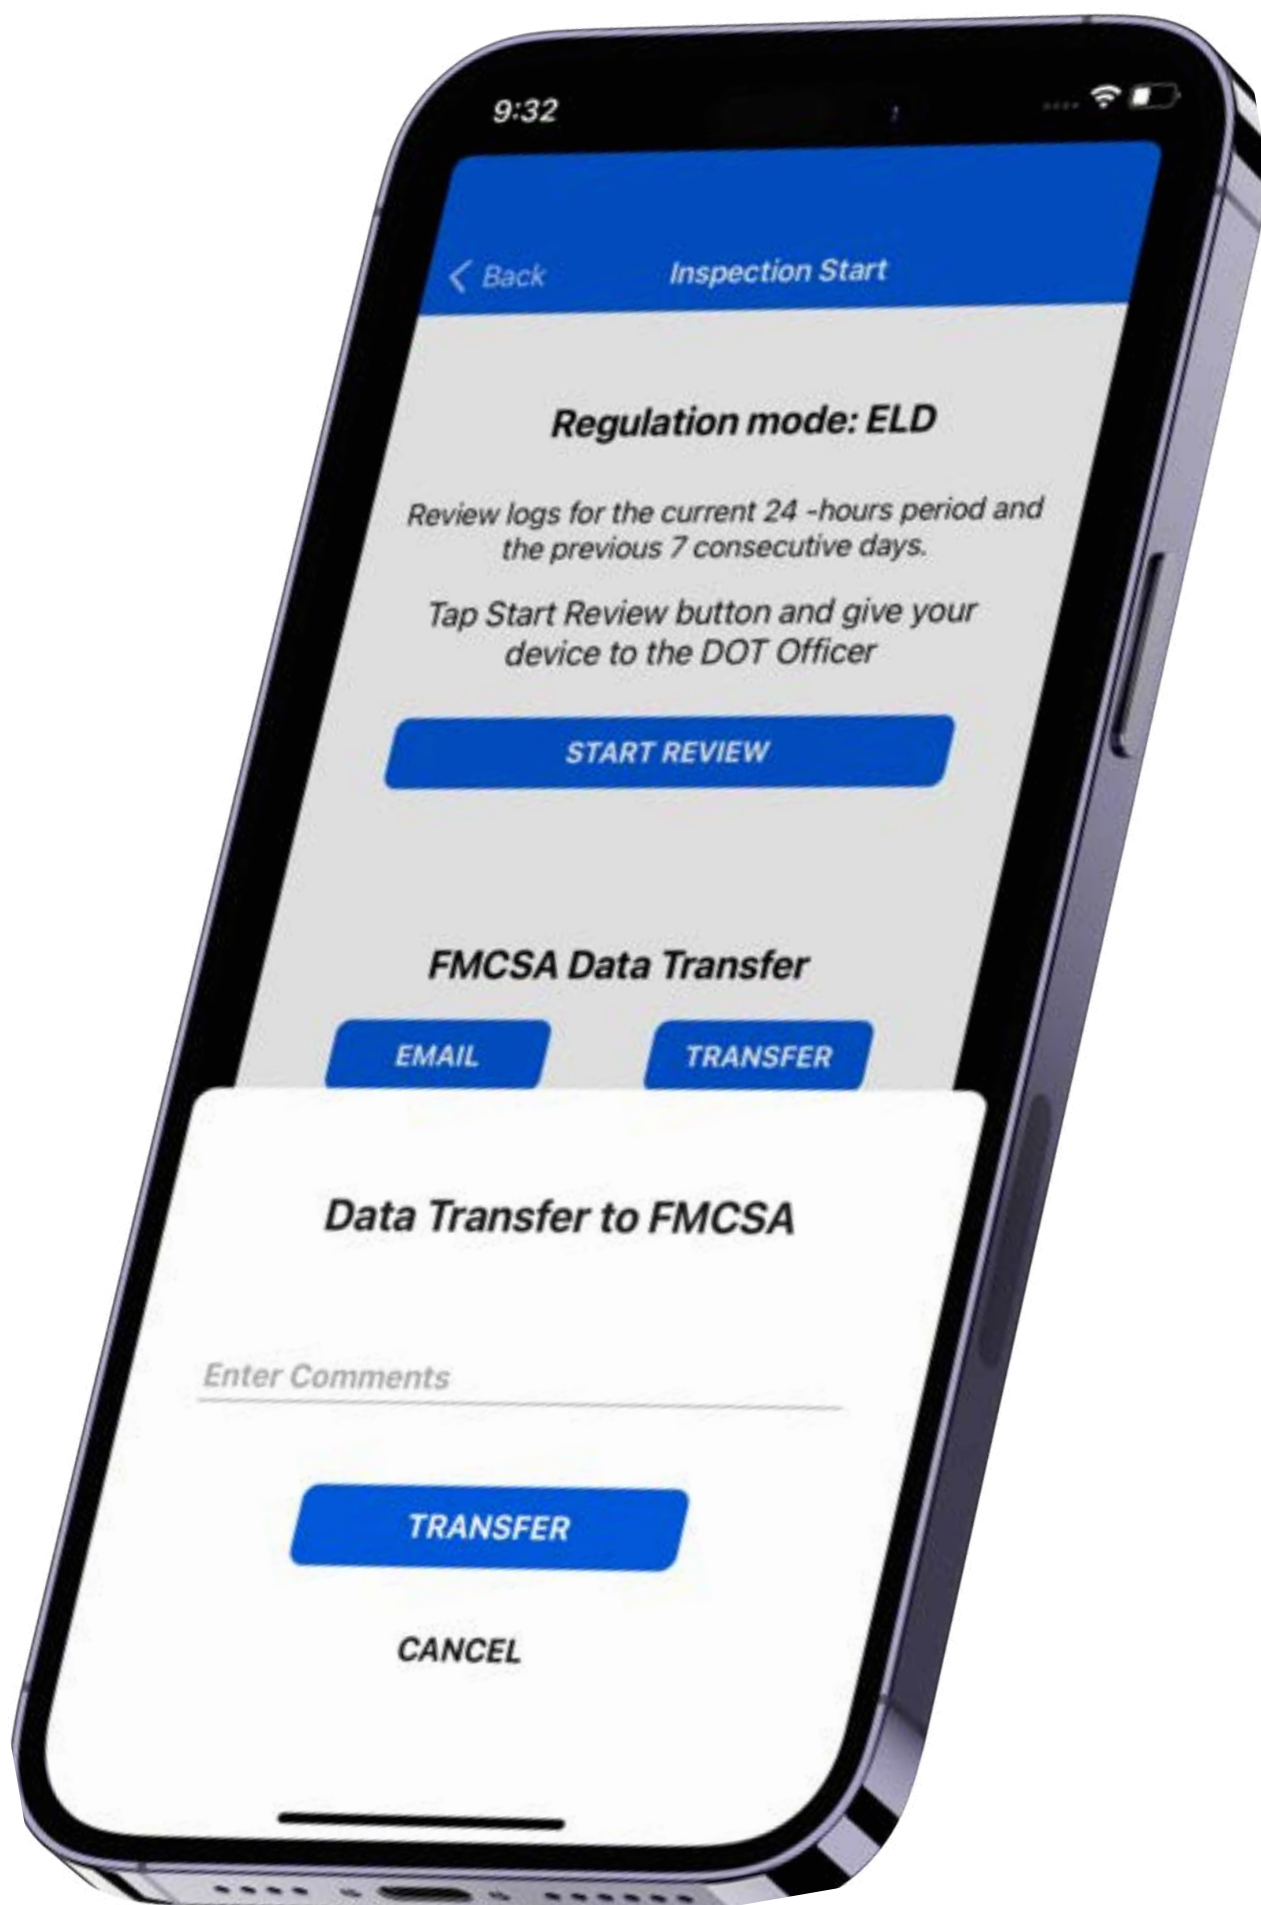 9:32
Back
Inspection Start
Regulation mode: ELD
Review logs for the current 24 -hours period and
the previous 7 consecutive days.
Tap Start Review button and give your
device to the DOT Officer
START REVIEW
FMCSA Data Transfer
EMAIL
TRANSFER
Data Transfer to FMCSA
Enter Comments
TRANSFER
CANCEL